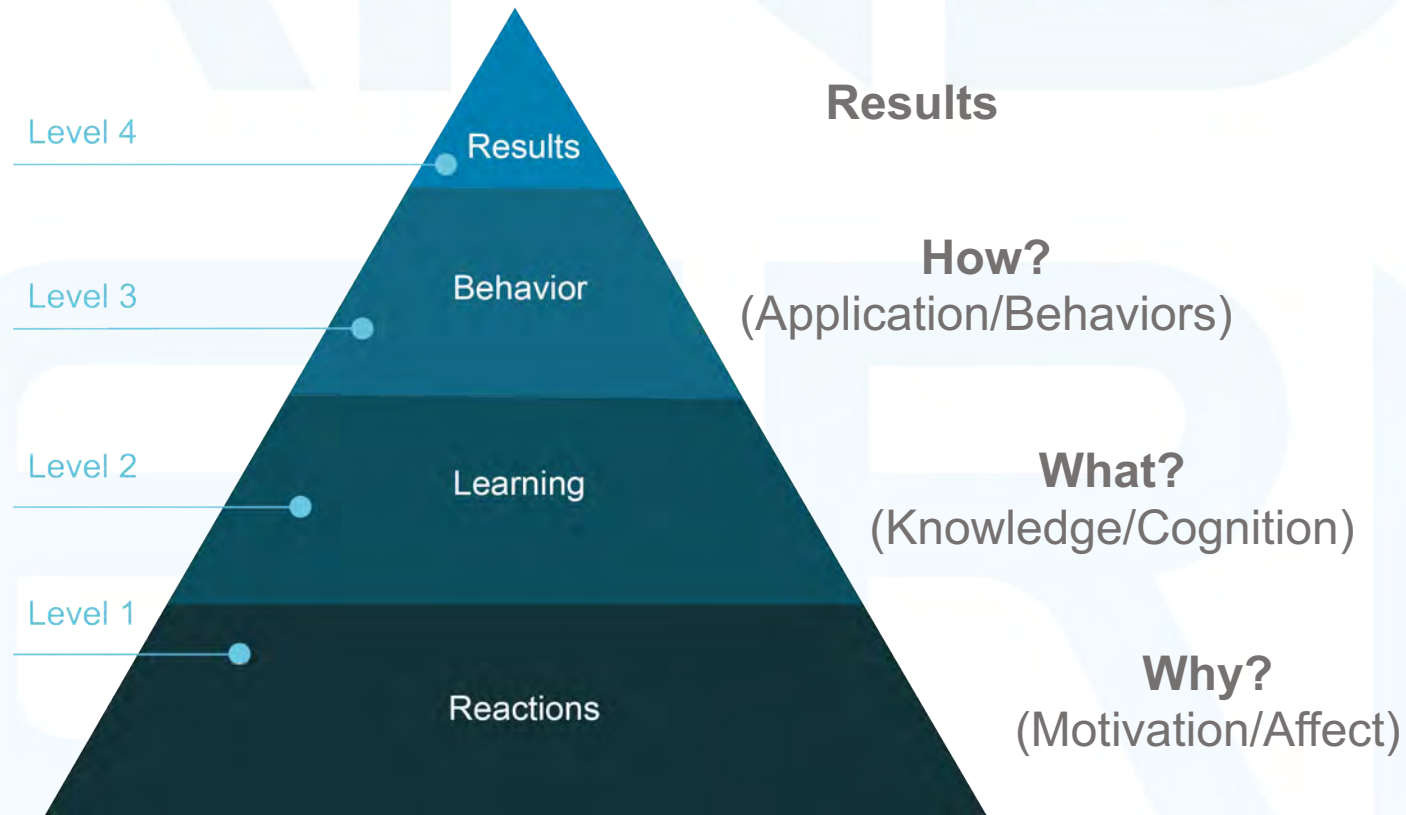 Results
Level 4
Results
How?
(Application/Behaviors)
Level 3
Behavior
What?
(Knowledge/Cognition)
Level 2
Learning
Level 1
Why?
(Motivation/Affect)
Reactions